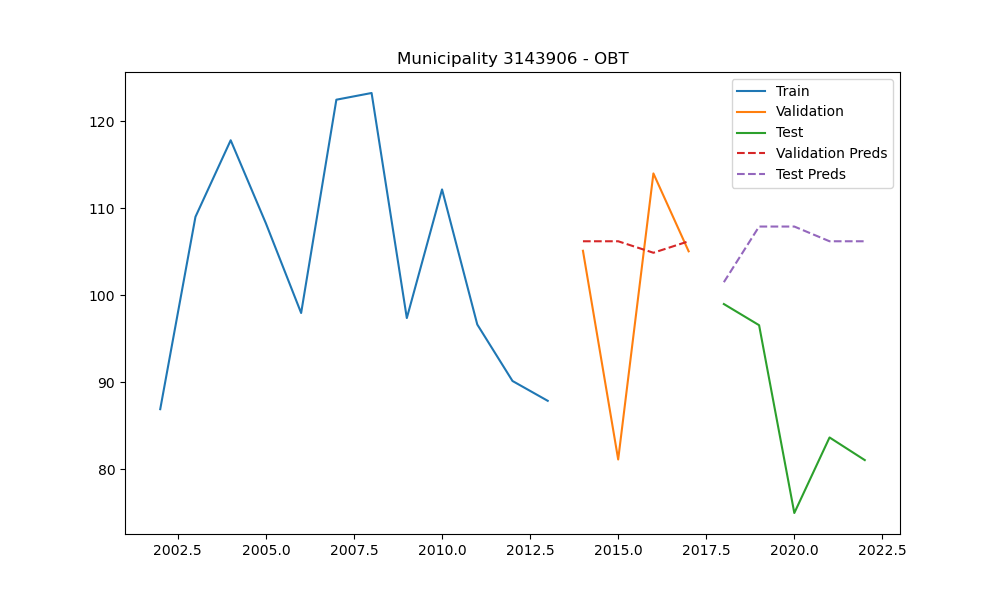 Municipality 3143906 - OBT
Train
Validation
Test
Validation Preds
Test Preds
120
110
100
90
80
2002.5 2005.0 2007.5 2010.0 2012.5 2015.0 2017.5 2020.0 2022.5